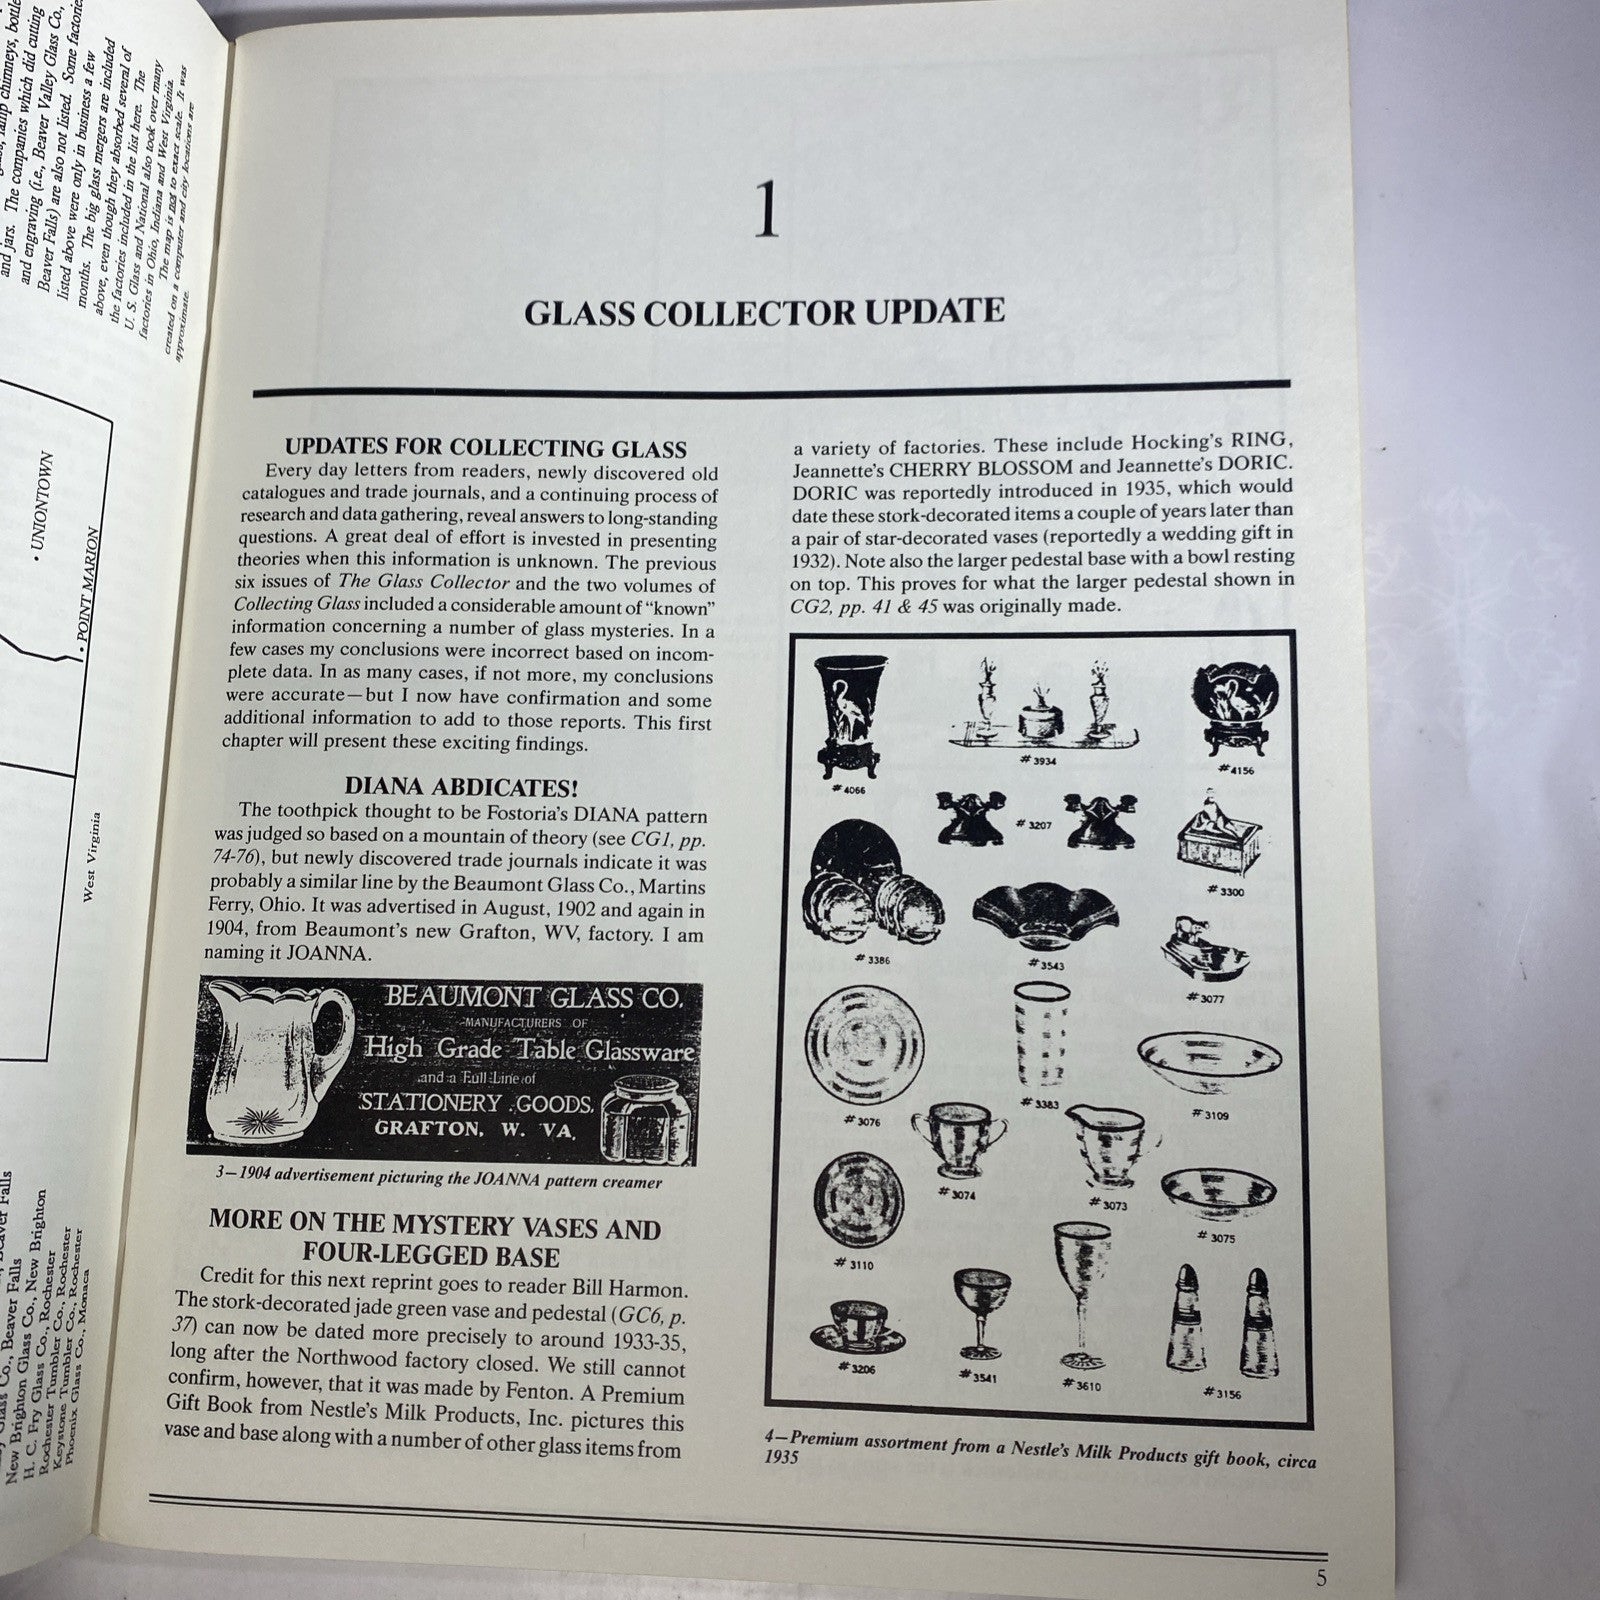 lamp chimneys, bottle
and jars. The companies which did cutting
and engraving (i.e., Beaver Valley Glass Co.,
Beaver Falls) are also not listed. Some factorie
listed above were only in business a few
months. The big glass mergers are included
above, even though they absorbed several of
the factories included in the list here. The
U. S. Glass and National also took over many
factories in Ohio, Indiana and West Virginia.
The map is not to exact scale. It was
created on a computer and city locations are
approximate.
• UNIONTOWN
• POINT MARION
West Virginia
Glass Co., Beaver Falls
New Brighton Glass Co., New Brighton
H. C. Fry Glass Co., Rochester
Rochester Tumbler Co., Rochester
Keystone Tumbler Co., Rochester
Phoenix Glass Co., Monaca
1
GLASS COLLECTOR UPDATE
UPDATES FOR COLLECTING GLASS
Every day letters from readers, newly discovered old
catalogues and trade journals, and a continuing process of
research and data gathering, reveal answers to long-standing
questions. A great deal of effort is invested in presenting
theories when this information is unknown. The previous
six issues of The Glass Collector and the two volumes of
Collecting Glass included a considerable amount of “known”
information concerning a number of glass mysteries. In a
few cases my conclusions were incorrect based on incom-
plete data. In as many cases, if not more, my conclusions
were accurate—but I now have confirmation and some
additional information to add to those reports. This first
chapter will present these exciting findings.
DIANA ABDICATES!
The toothpick thought to be Fostoria's DIANA pattern
was judged so based on a mountain of theory (see CG1, pp.
74-76), but newly discovered trade journals indicate it was
probably a similar line by the Beaumont Glass Co., Martins
Ferry, Ohio. It was advertised in August, 1902 and again in
1904, from Beaumont's new Grafton, WV, factory. I am
naming it JOANNA.
BEAUMONT GLASS CO.
MANUFACTURERS OF
High Grade Table Glassware
and a Full Line of
STATIONERY GOODS.
GRAFTON, W. VA.
3—1904 advertisement picturing the JOANNA pattern creamer
MORE ON THE MYSTERY VASES AND
FOUR-LEGGED BASE
Credit for this next reprint goes to reader Bill Harmon.
The stork-decorated jade green vase and pedestal (GC6, p.
37) can now be dated more precisely to around 1933-35,
long after the Northwood factory closed. We still cannot
confirm, however, that it was made by Fenton. A Premium
Gift Book from Nestle's Milk Products, Inc. pictures this
vase and base along with a number of other glass items from
a variety of factories. These include Hocking's RING,
Jeannette's CHERRY BLOSSOM and Jeannette's DORIC.
DORIC was reportedly introduced in 1935, which would
date these stork-decorated items a couple of years later than
a pair of star-decorated vases (reportedly a wedding gift in
1932). Note also the larger pedestal base with a bowl resting
on top. This proves for what the larger pedestal shown in
CG2, pp. 41 & 45 was originally made.
# 4066
# 3934
# 4156
# 3207
# 3300
# 3386
# 3543
# 3077
# 3076
# 3383
# 3109
# 3074
# 3073
# 3110
# 3075
# 3206
# 3541
# 3610
# 3156
4—Premium assortment from a Nestle's Milk Products gift book, circa
1935
5